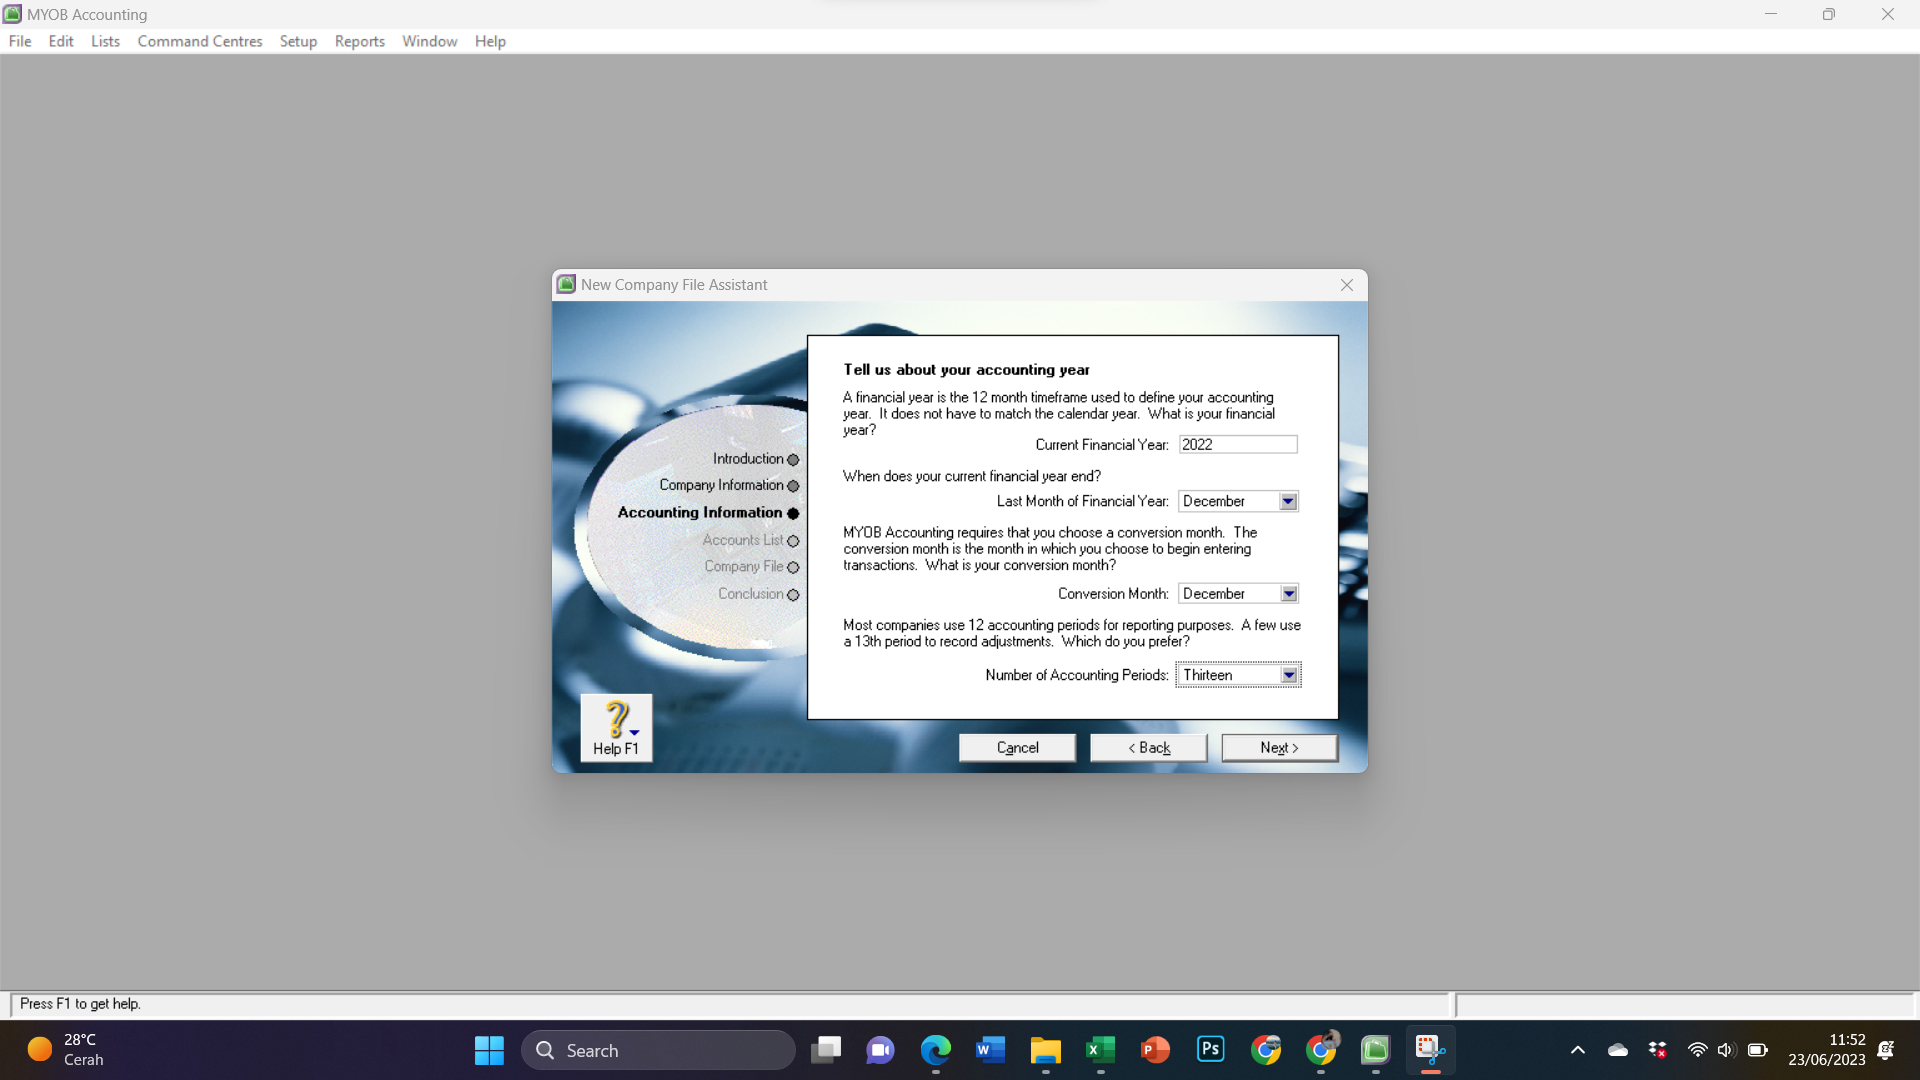 MYOB Accounting
File Edit Lists Command Centres Setup Reports Window Help
New Company File Assistant
Introduction
Company Information
Accounting Information
Accounts List
Company File
Conclusion
Help F1
Tell us about your accounting year
A financial year is the 12 month timeframe used to define your accounting
year. It does not have to match the calendar year. What is your financial
year?
Current Financial Year: 2022
When does your current financial year end?
Last Month of Financial Year: December
MYOB Accounting requires that you choose a conversion month. The
conversion month is the month in which you choose to begin entering
transactions. What is your conversion month?
Conversion Month: December
Most companies use 12 accounting periods for reporting purposes. A few use
a 13th period to record adjustments. Which do you prefer?
Number of Accounting Periods: Thirteen
Cancel < Back Next >
Press F1 to get help.
28°C
Cerah
Search
W
X
P
Ps
11:52
23/06/2023